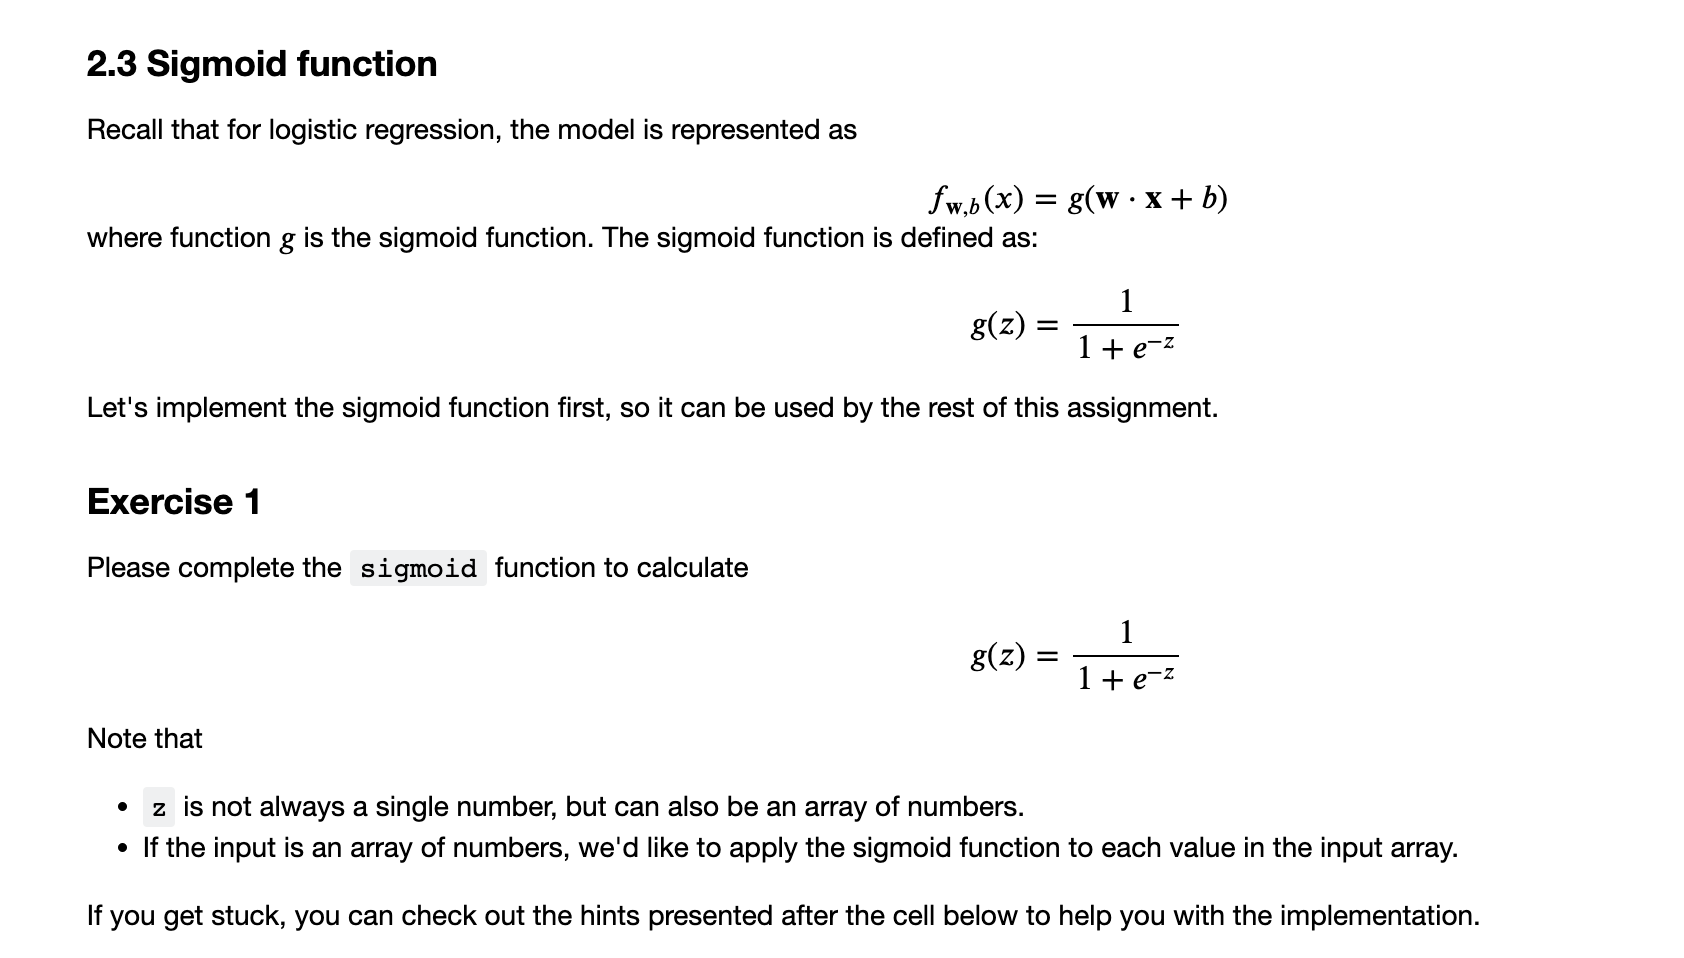 2.3 Sigmoid function
Recall that for logistic regression, the model is represented as
f_{w,b}(x) = g(w · x + b)
where function g is the sigmoid function. The sigmoid function is defined as:
g(z) = \frac{1}{1 + e^{-z}}
Let's implement the sigmoid function first, so it can be used by the rest of this assignment.
Exercise 1
Please complete the sigmoid function to calculate
g(z) = \frac{1}{1 + e^{-z}}
Note that
• z is not always a single number, but can also be an array of numbers.
• If the input is an array of numbers, we'd like to apply the sigmoid function to each value in the input array.
If you get stuck, you can check out the hints presented after the cell below to help you with the implementation.